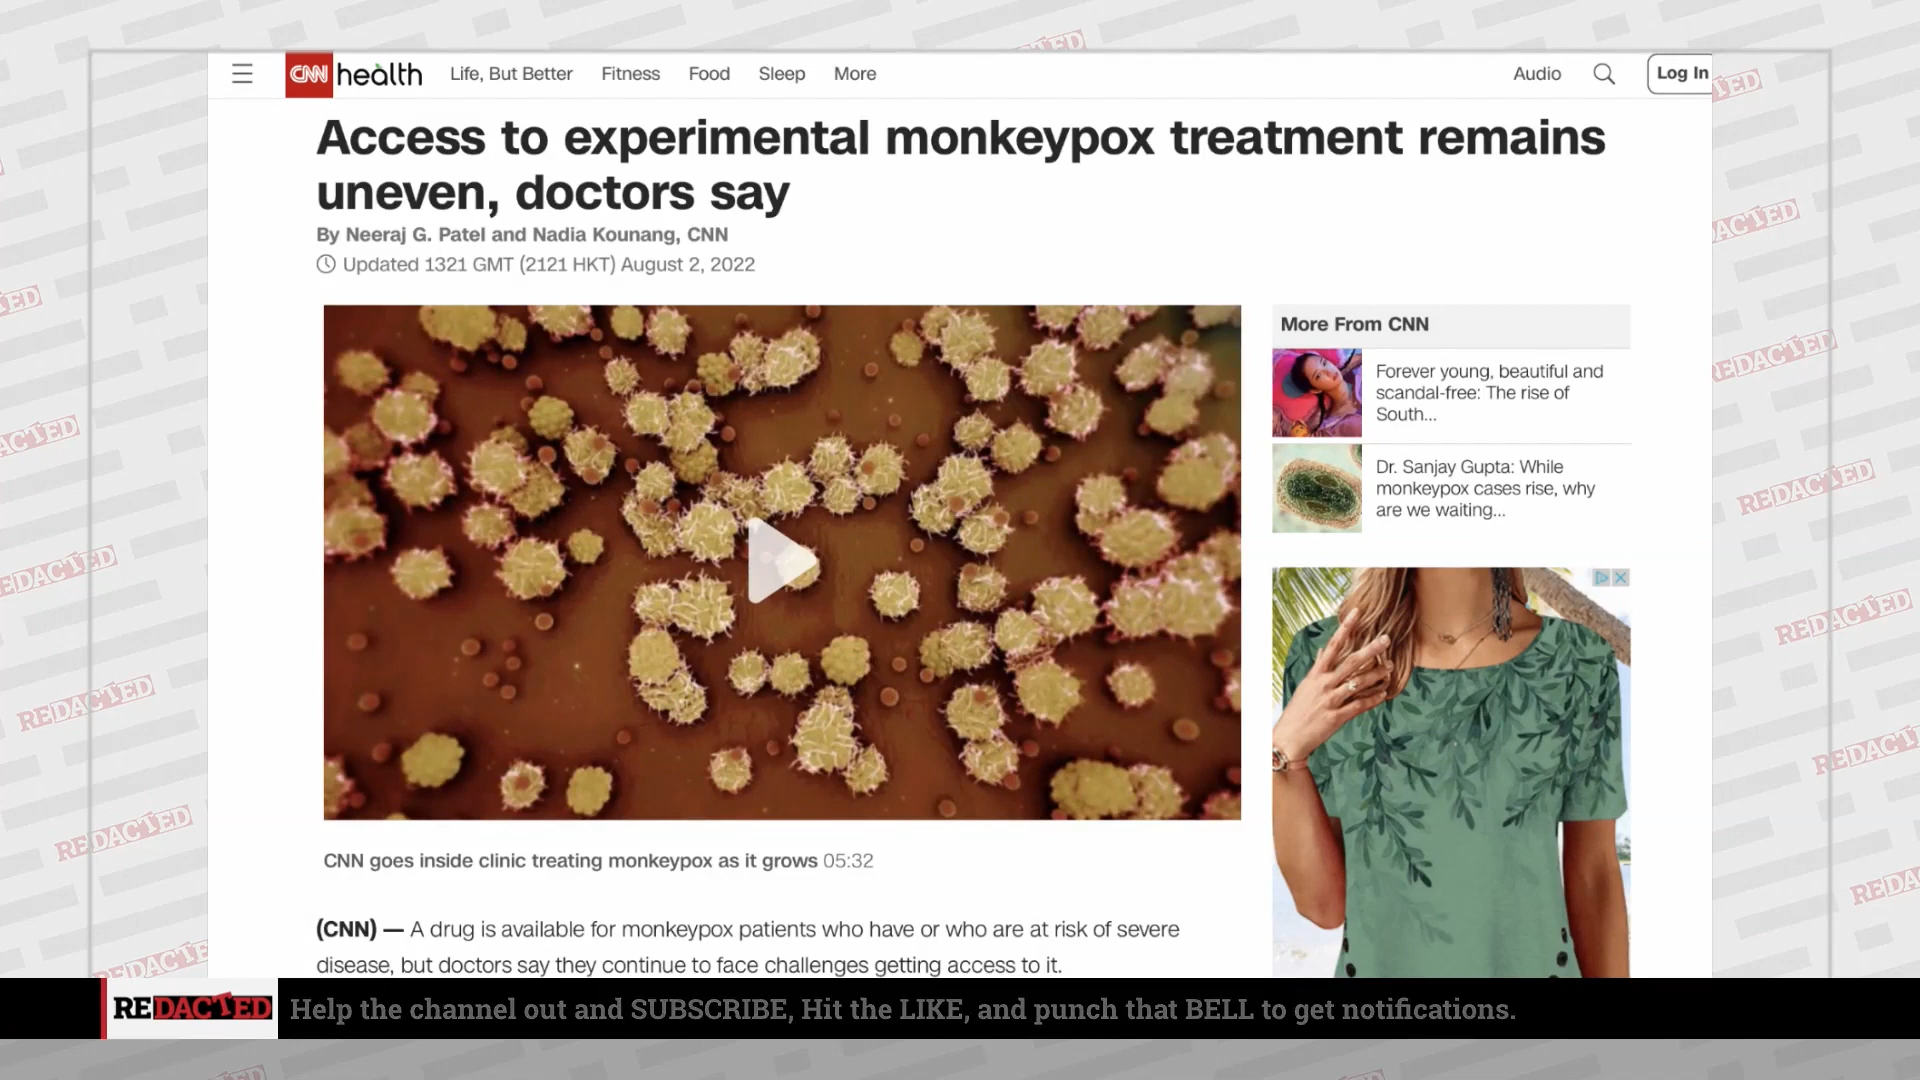 CNN health Life, But Better Fitness Food Sleep More Audio Log In
Access to experimental monkeypox treatment remains
uneven, doctors say
By Neeraj G. Patel and Nadia Kounang, CNN
Updated 1321 GMT (2121 HKT) August 2, 2022
More From CNN
Forever young, beautiful and
scandal-free: The rise of
South...
Dr. Sanjay Gupta: While
monkeypox cases rise, why
are we waiting...
CNN goes inside clinic treating monkeypox as it grows 05:32
(CNN) — A drug is available for monkeypox patients who have or who are at risk of severe
disease, but doctors say they continue to face challenges getting access to it.
REDACTED Help the channel out and SUBSCRIBE, Hit the LIKE, and punch that BELL to get notifications.
REDACTED
REDACTED
REDACTED
REDACTED
REDACTED